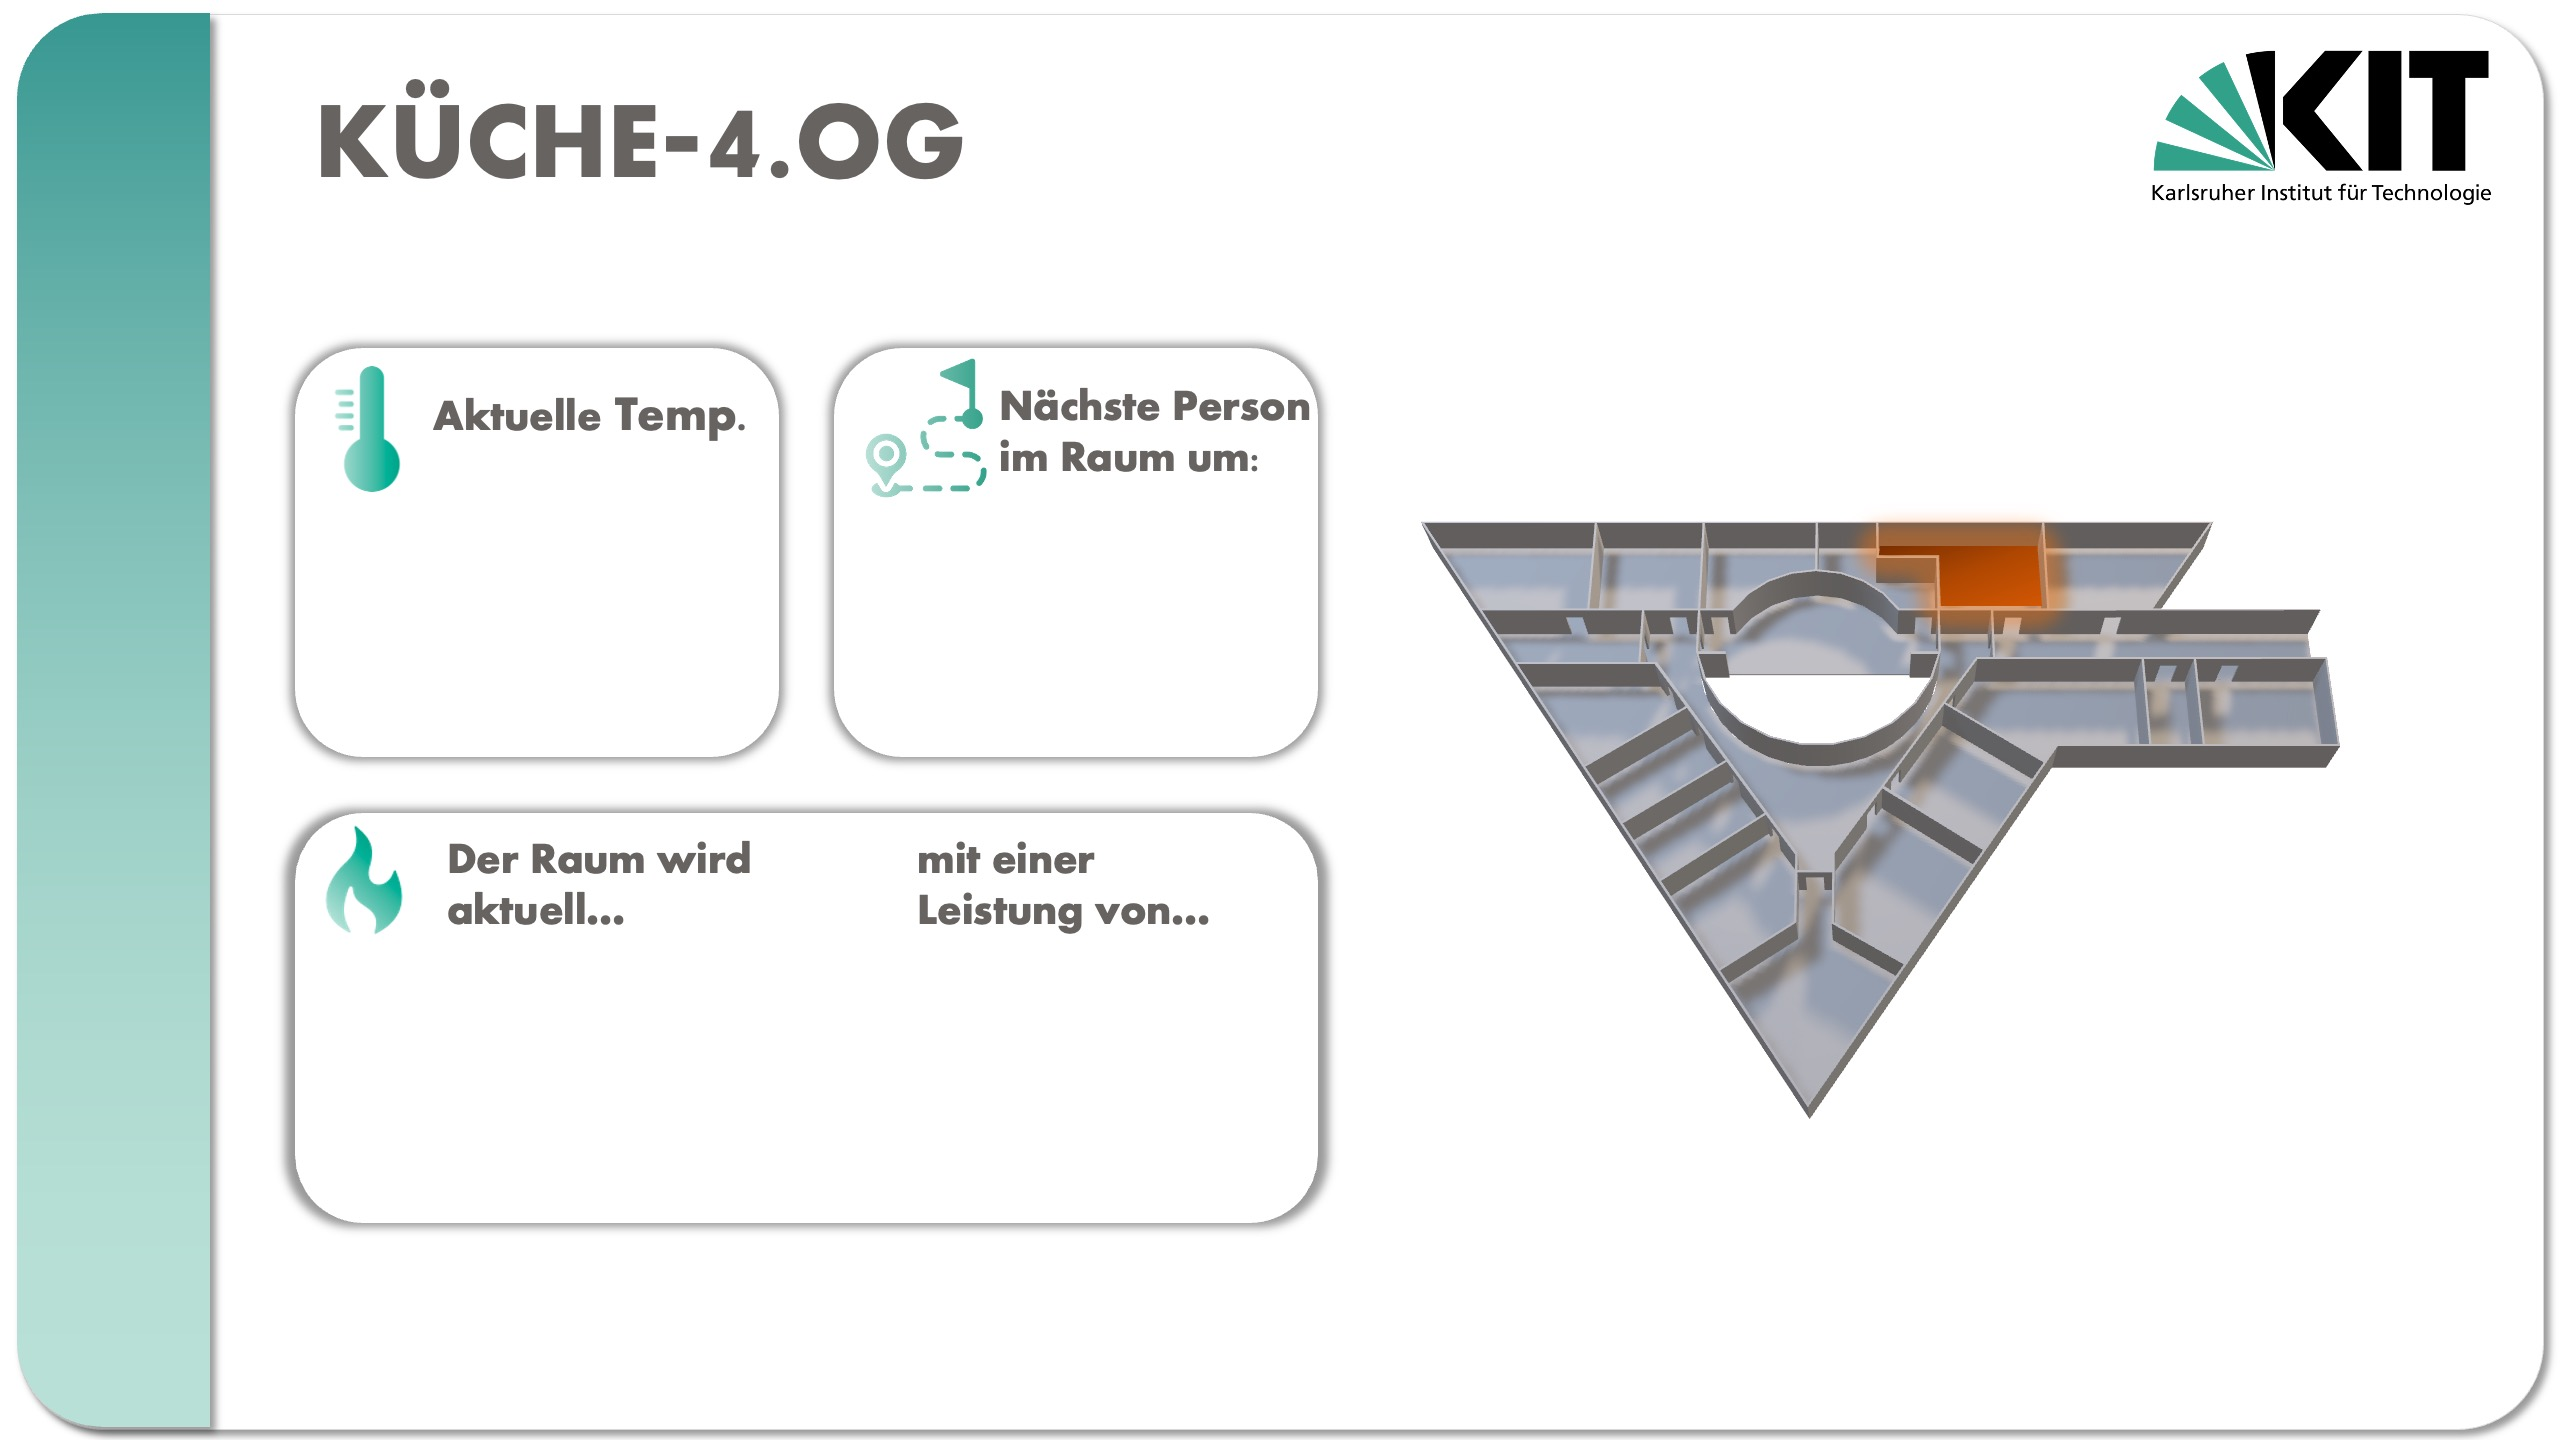 KÜCHE-4.OG
KIT
Karlsruher Institut für Technologie
Aktuelle Temp.
Nächste Person
im Raum um:
Der Raum wird
aktuell...
mit einer
Leistung von...